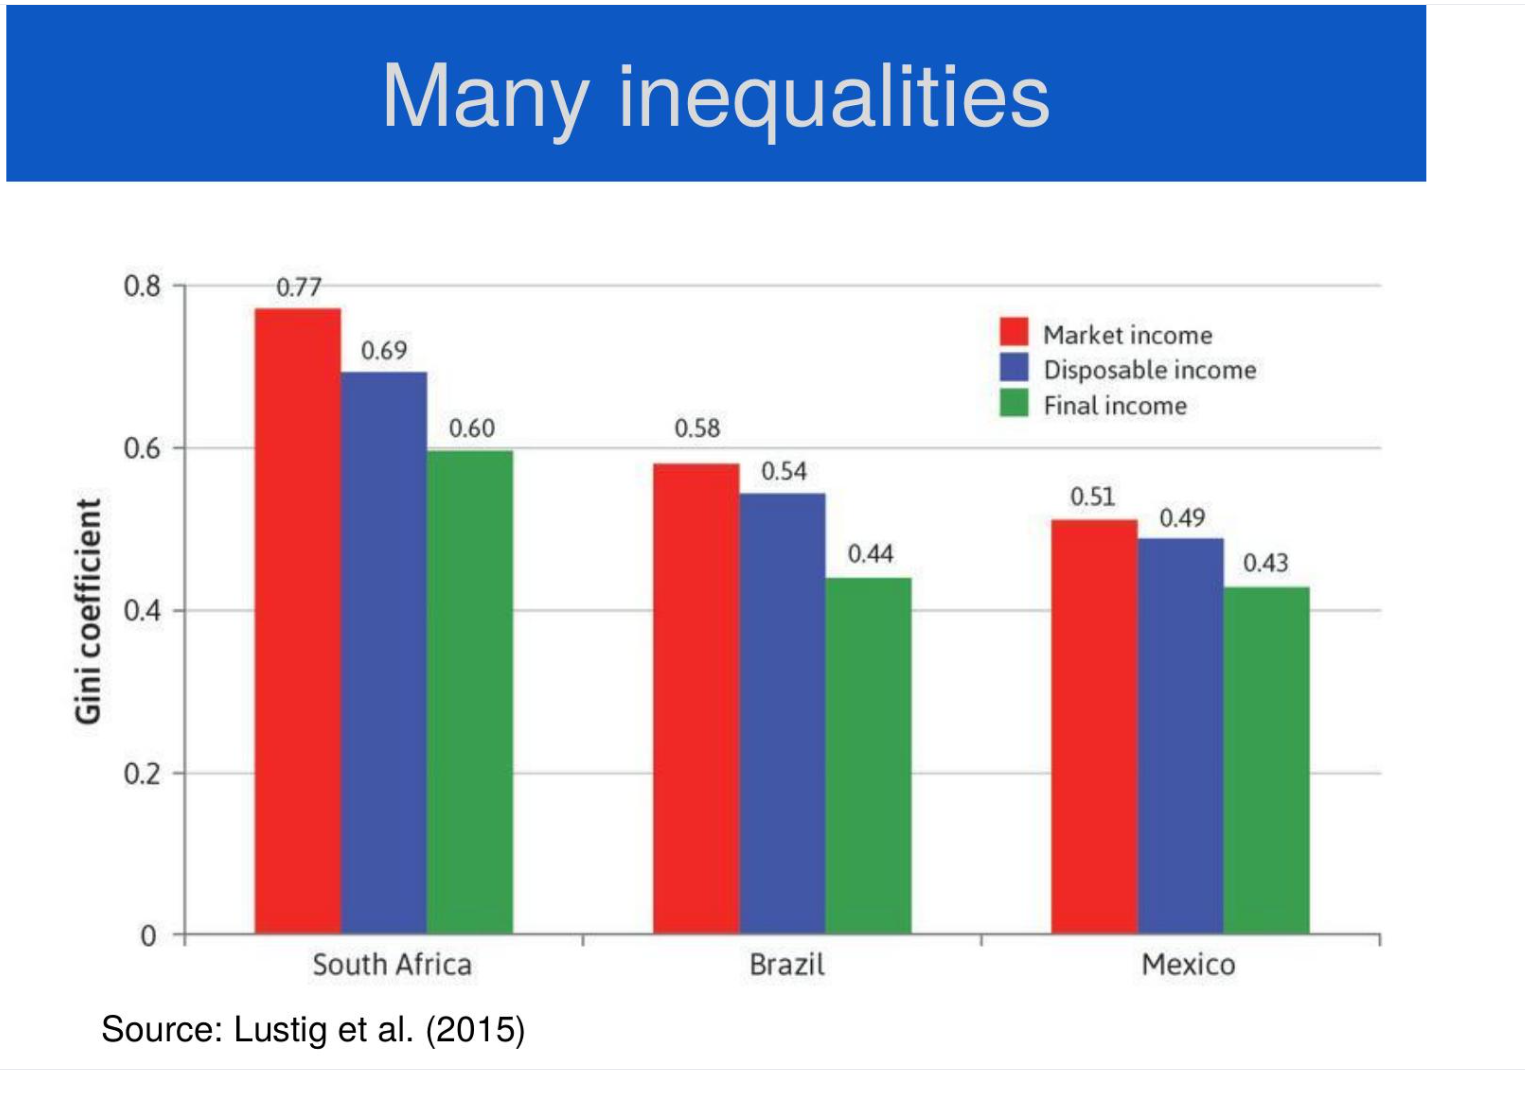 Many inequalities
0.8
0.6
0.4
0.2
0
Gini coefficient
0.77
0.69
0.60
0.58
0.54
0.44
0.51
0.49
0.43
Market income
Disposable income
Final income
South Africa
Brazil
Mexico
Source: Lustig et al. (2015)